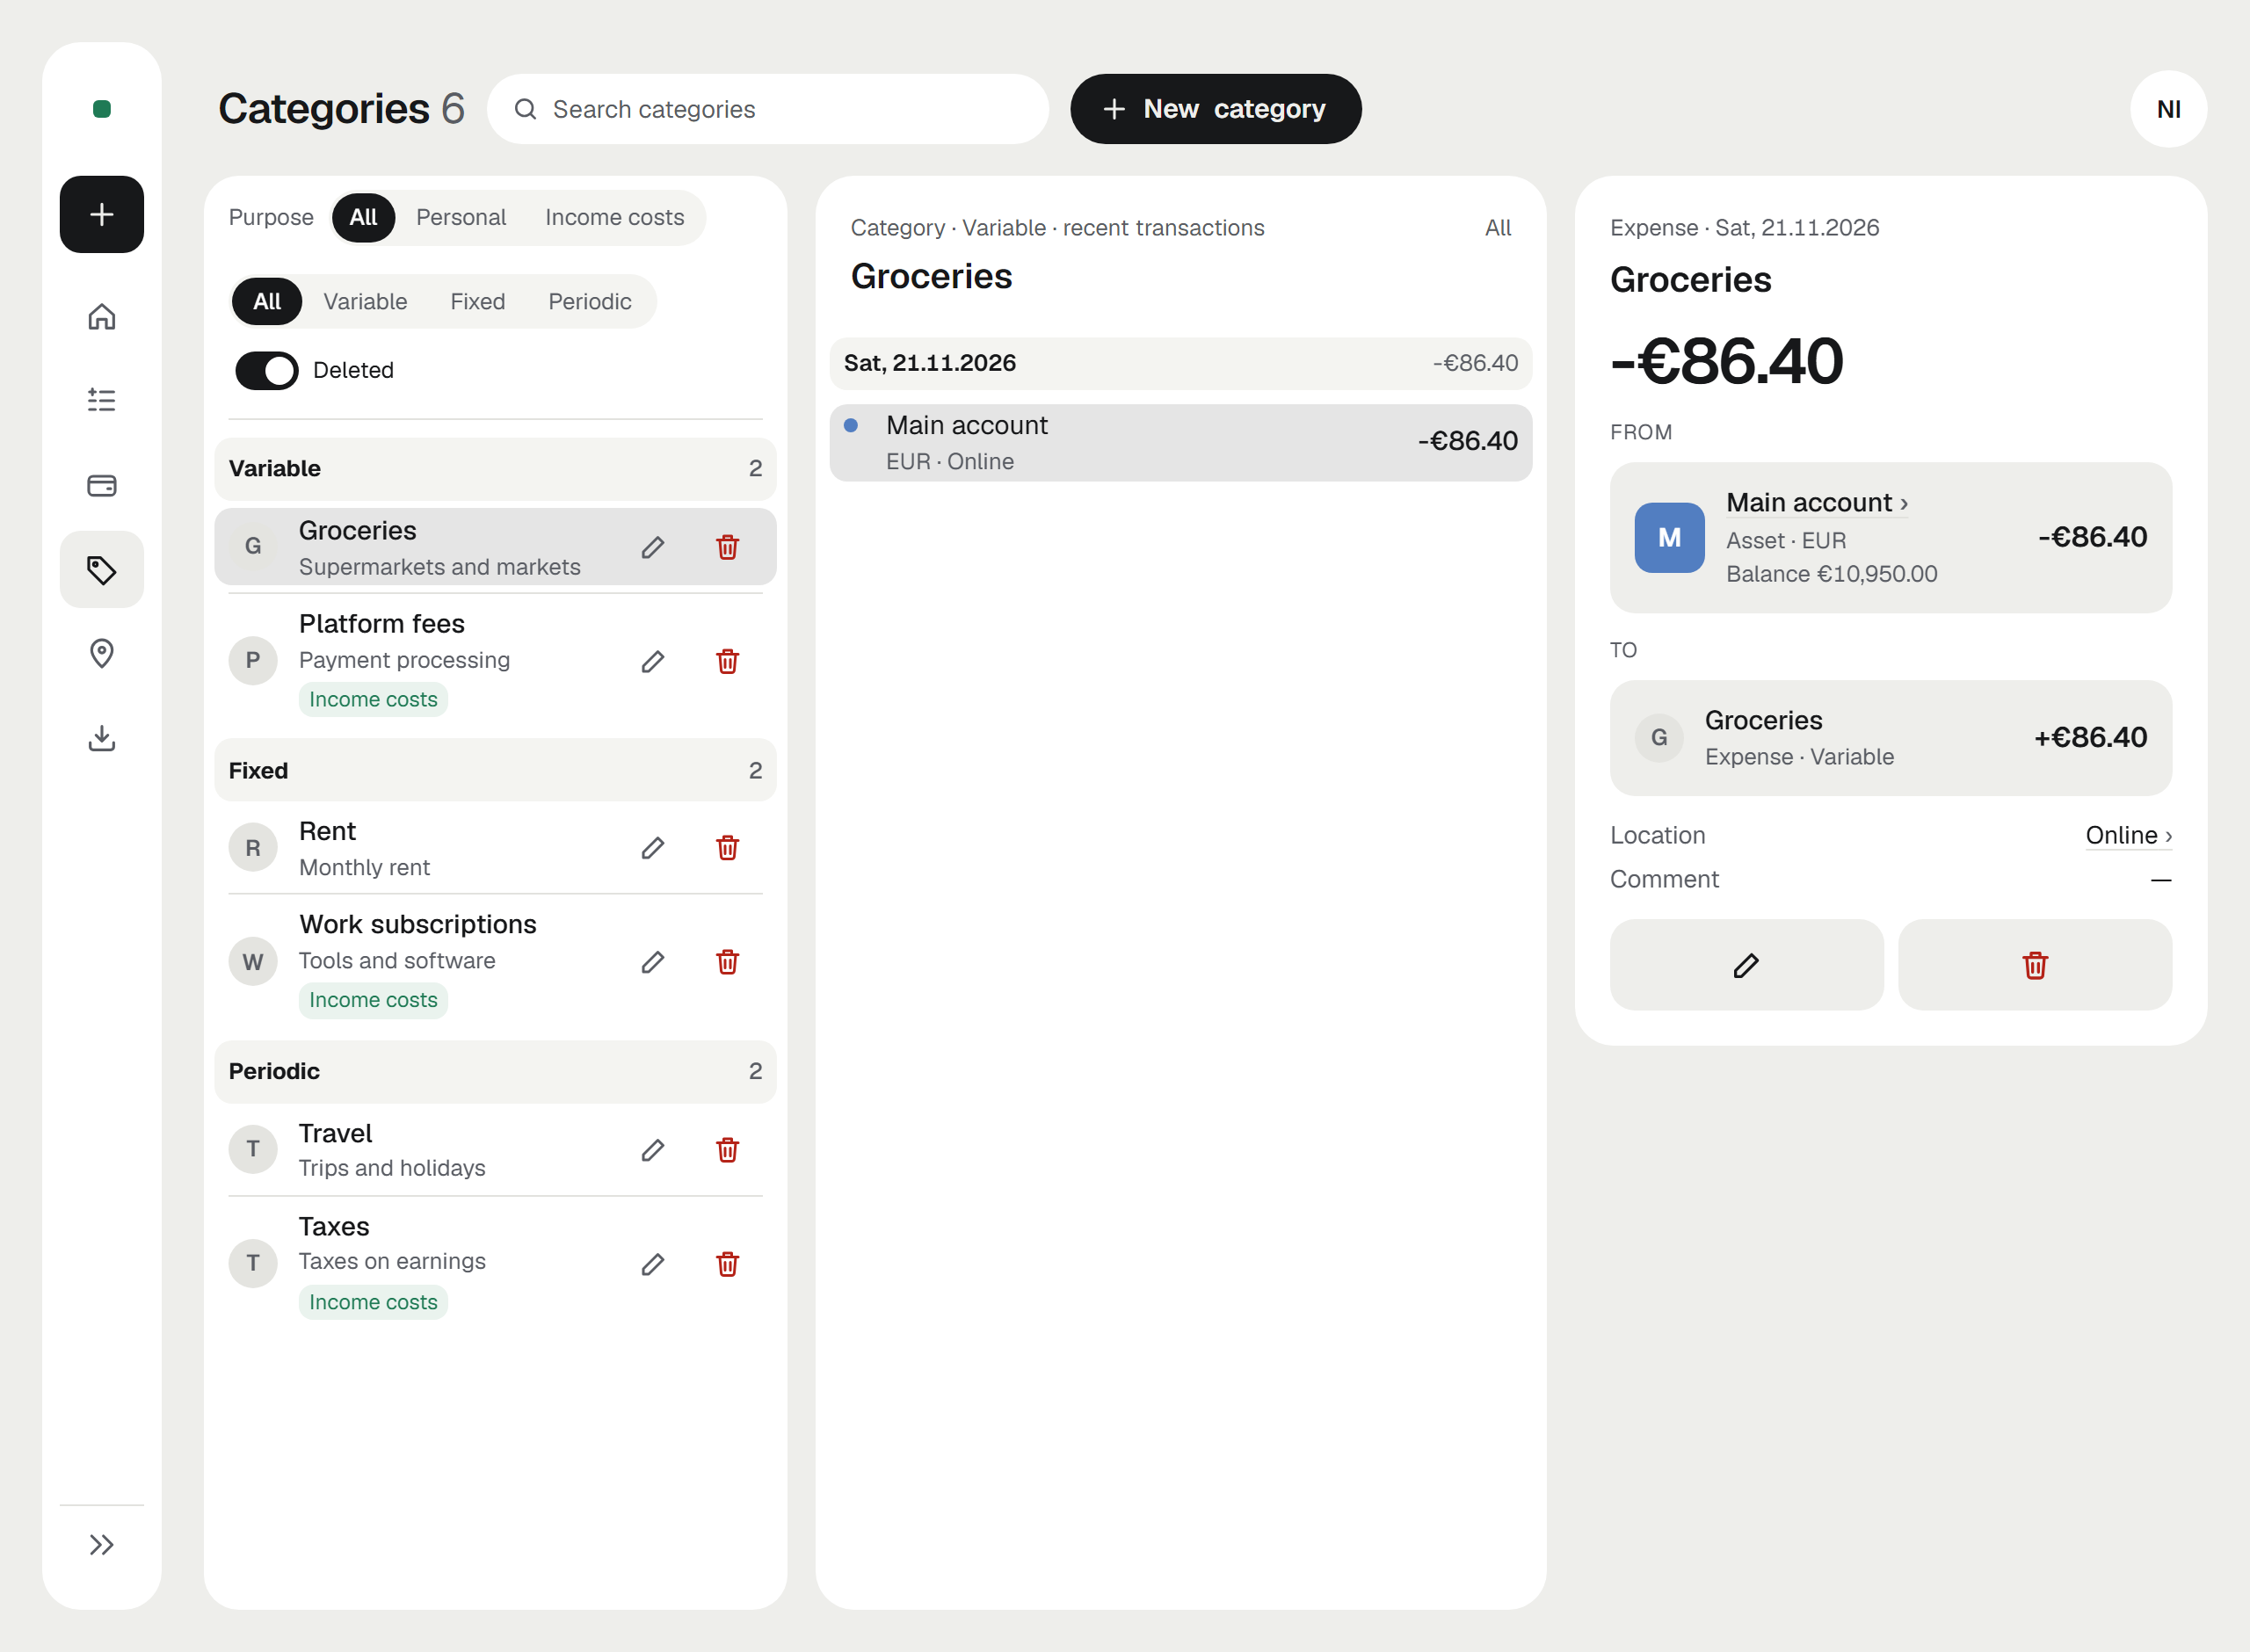 Categories 6
Search categories
New category
NI
Purpose
All
Personal
Income costs
All
Variable
Fixed
Periodic
Deleted
Variable
2
G
Groceries
Supermarkets and markets
P
Platform fees
Payment processing
Income costs
Fixed
2
R
Rent
Monthly rent
W
Work subscriptions
Tools and software
Income costs
Periodic
2
T
Travel
Trips and holidays
T
Taxes
Taxes on earnings
Income costs
Category · Variable · recent transactions
All
Groceries
Sat, 21.11.2026
-€86.40
Main account
EUR · Online
-€86.40
Expense · Sat, 21.11.2026
Groceries
-€86.40
FROM
M
Main account ›
Asset · EUR
Balance €10,950.00
-€86.40
TO
G
Groceries
Expense · Variable
+€86.40
Location
Online ›
Comment
—